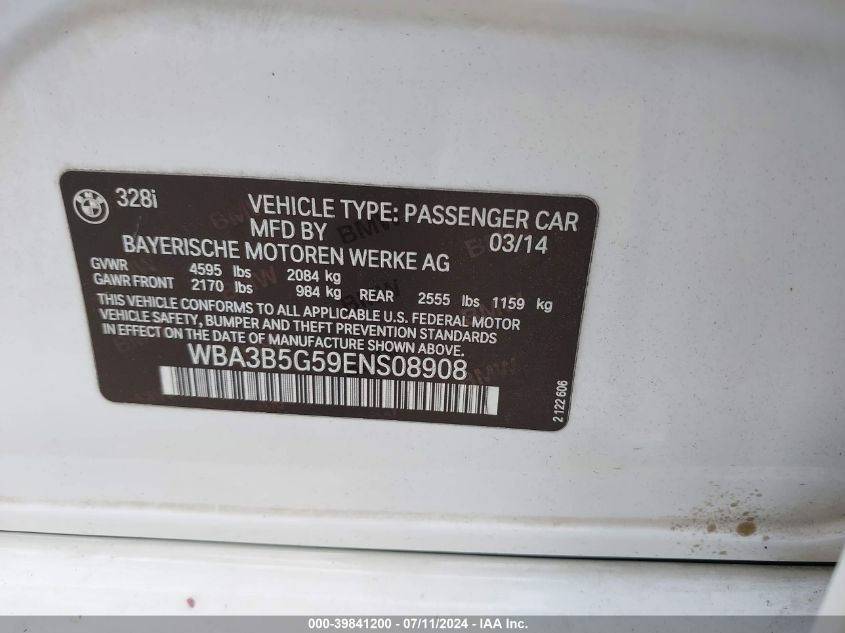 328i
VEHICLE TYPE: PASSENGER CAR
MFD BY 03/14
BAYERISCHE MOTOREN WERKE AG
GVWR 4595 lbs 2084 kg
GAWR FRONT 2170 lbs 984 kg REAR 2555 lbs 1159 kg
THIS VEHICLE CONFORMS TO ALL APPLICABLE U.S. FEDERAL MOTOR
VEHICLE SAFETY, BUMPER AND THEFT PREVENTION STANDARDS
IN EFFECT ON THE DATE OF MANUFACTURE SHOWN ABOVE.
WBA3B5G59ENS08908
2 122 606
000-39841200 - 07/11/2024 - IAA Inc.